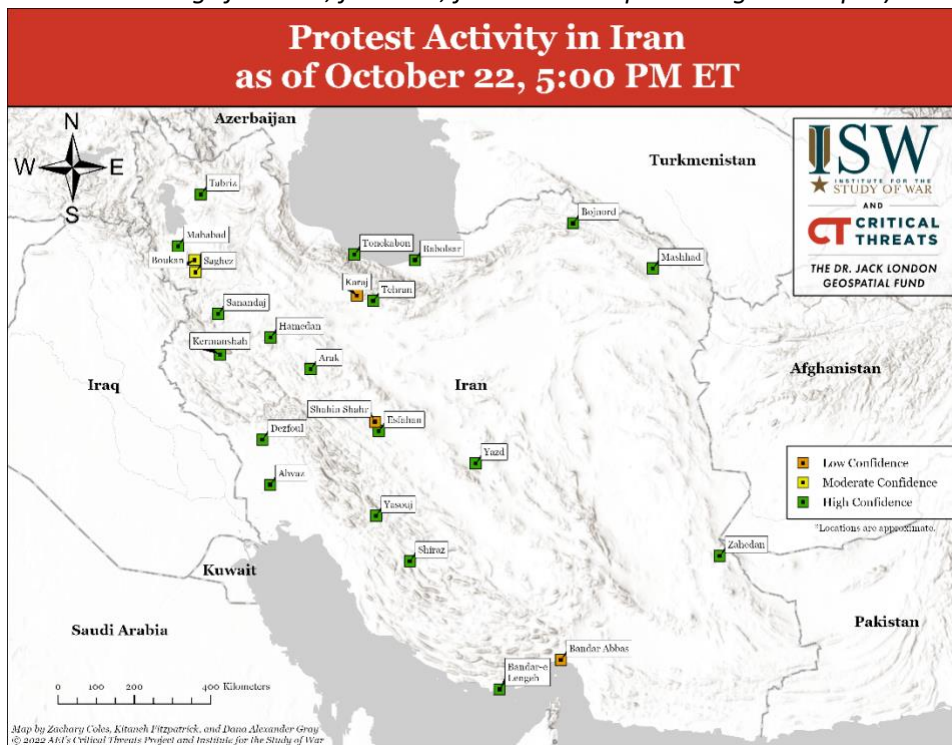 Protest Activity in Iran
as of October 22, 5:00 PM ET
N
W E
S
Azerbaijan
Turkmenistan
ISW
INSTITUTE FOR THE
STUDY OF WAR
AND
CT CRITICAL
THREATS
THE DR. JACK LONDON
GEOSPATIAL FUND
Tabriz
Mahabad
Boukan
Saghez
Tonokabon
Babolsar
Bojnurd
Mashhad
Karaj
Tehran
Sanandaj
Hamedan
Kermanshah
Arak
Iraq
Iran
Afghanistan
Shahin Shahr
Esfahan
Dezfoul
Yazd
Ahvaz
Low Confidence
Moderate Confidence
High Confidence
*Locations are approximate.
Yasouj
Shiraz
Zahedan
Kuwait
Saudi Arabia
Pakistan
Bandar Abbas
Bandar-e
Lengeh
0 100 200 400 Kilometers
Map by Zachary Coles, Kitaneh Fitzpatrick, and Dana Alexander Gray
© 2022 AEI's Critical Threats Project and Institute for the Study of War